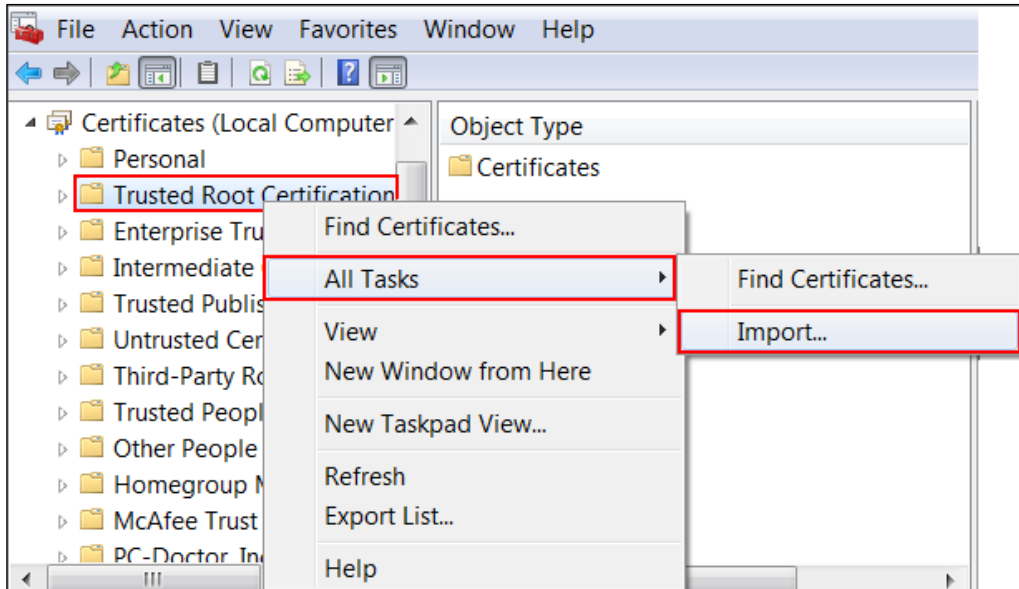 File Action View Favorites Window Help
Certificates (Local Computer
Personal
Trusted Root Certification
Enterprise Tru
Intermediate
Trusted Publis
Untrusted Cer
Third-Party Ro
Trusted Peopl
Other People
Homegroup M
McAfee Trust
PC-Doctor, Inc
Object Type
Certificates
Find Certificates...
All Tasks
View
New Window from Here
New Taskpad View...
Refresh
Export List...
Help
Find Certificates...
Import...